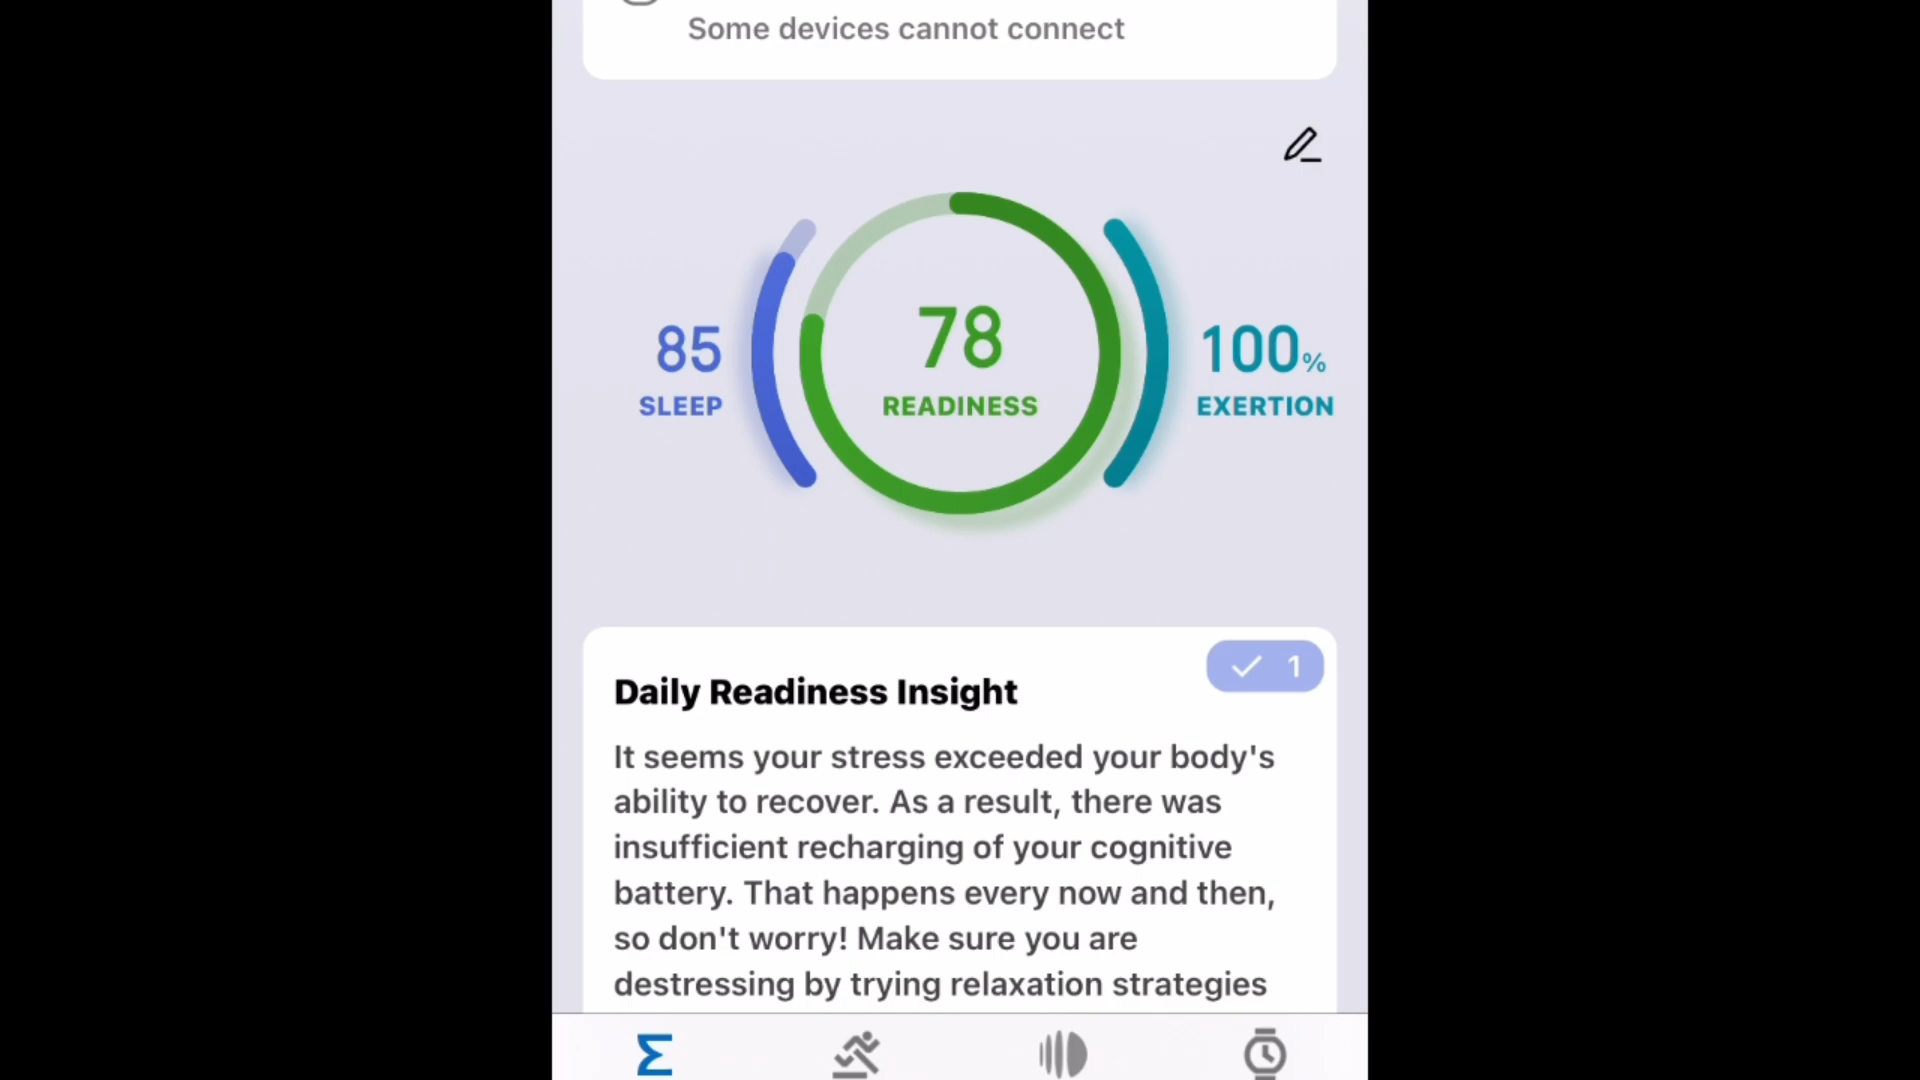 Some devices cannot connect
85
SLEEP
78
READINESS
100%
EXERTION
1
Daily Readiness Insight
It seems your stress exceeded your body's
ability to recover. As a result, there was
insufficient recharging of your cognitive
battery. That happens every now and then,
so don't worry! Make sure you are
destressing by trying relaxation strategies